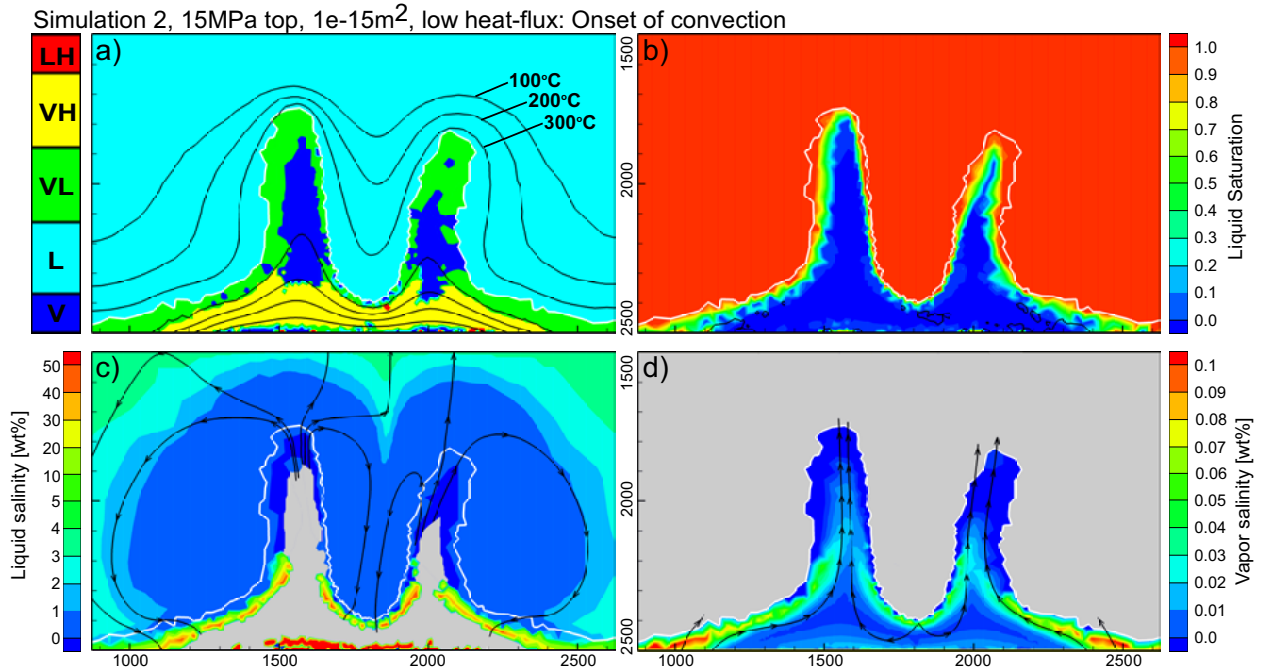 Simulation 2, 15MPa top, 1e-15m2, low heat-flux: Onset of convection
a)
LH
VH
VL
L
V
100°C
200°C
300°C
1500
2000
2500
b)
1.0
0.9
0.8
0.7
0.6
0.5
0.4
0.3
0.2
0.1
0.0
Liquid Saturation
c)
Liquid salinity [wt%]
50
40
30
20
10
5
4
3
2
1
0
1500
2000
2500
1000
1500
2000
2500
d)
1000
1500
2000
2500
0.1
0.09
0.08
0.07
0.06
0.05
0.04
0.03
0.02
0.01
0.0
Vapor salinity [wt%]